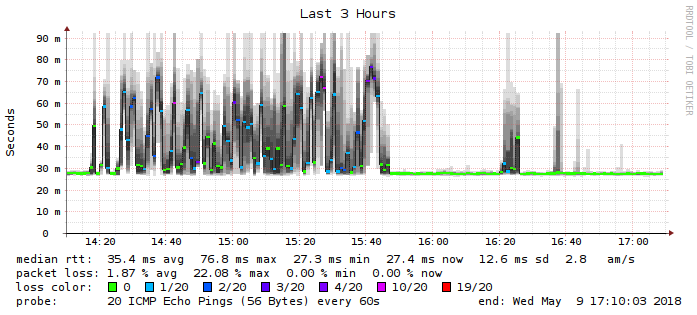 Last 3 Hours
RRDTOOL / TOBI OETIKER
Seconds
90 m
80 m
70 m
60 m
50 m
40 m
30 m
20 m
10 m
0
14:20 14:40 15:00 15:20 15:40 16:00 16:20 16:40 17:00
median rtt: 35.4 ms avg 76.8 ms max 27.3 ms min 27.4 ms now 12.6 ms sd 2.8 am/s
packet loss: 1.87 % avg 22.08 % max 0.00 % min 0.00 % now
loss color: 0 1/20 2/20 3/20 4/20 10/20 19/20
probe: 20 ICMP Echo Pings (56 Bytes) every 60s end: Wed May 9 17:10:03 2018